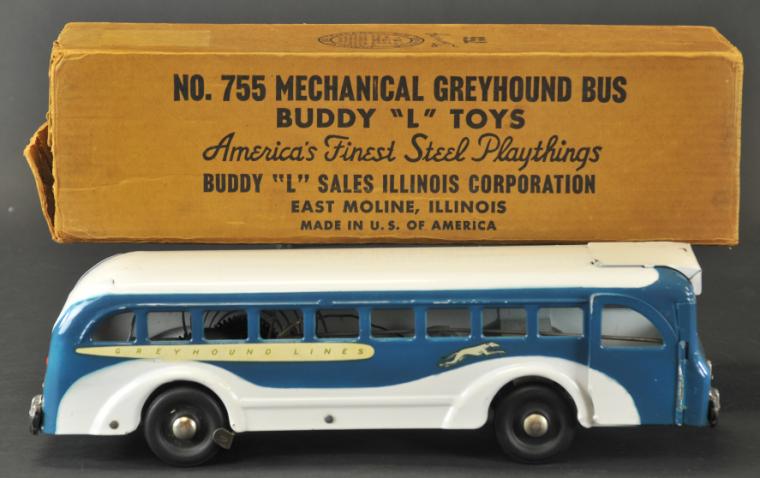 NO. 755 MECHANICAL GREYHOUND BUS
BUDDY "L" TOYS
America's Finest Steel Playthings
BUDDY "L" SALES ILLINOIS CORPORATION
EAST MOLINE, ILLINOIS
MADE IN U.S. OF AMERICA
GREYHOUND LINES